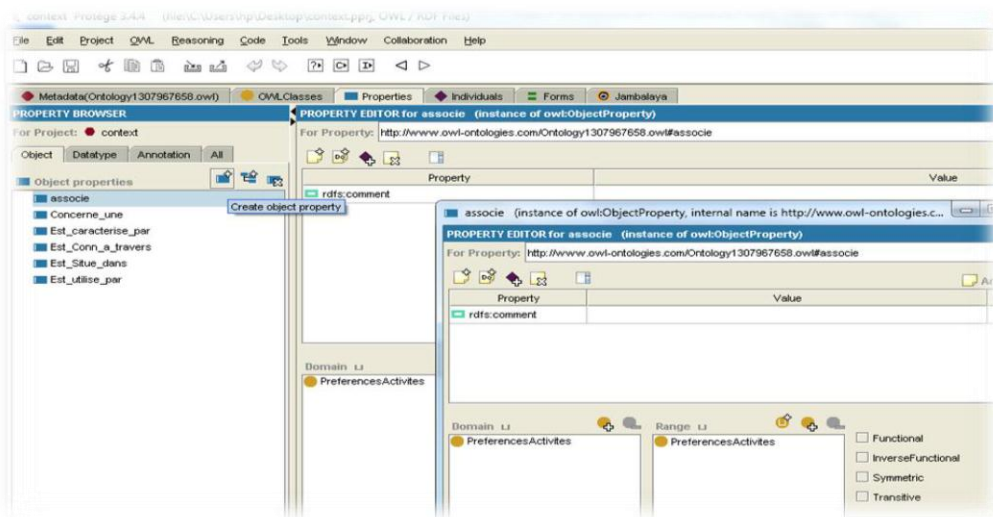 context Protégé 3.4.4 (file:\C:\Users\hp\Desktop\context.pprj, OWL / RDF Files)
File Edit Project OWL Reasoning Code Tools Window Collaboration Help
Metadata(Ontology1307967658.owl) OWLClasses Properties Individuals Forms Jambalaya
PROPERTY BROWSER
For Project: context
Object Datatype Annotation All
Object properties
Create object property
associe
Concerne_une
Est_caracterise_par
Est_Conn_a_travers
Est_Situe_dans
Est_utilise_par
PROPERTY EDITOR for associe (instance of owl:ObjectProperty)
For Property: http://www.owl-ontologies.com/Ontology1307967658.owl#associe
Property Value
rdfs:comment
Domain
PreferencesActivites
associe (instance of owl:ObjectProperty, internal name is http://www.owl-ontologies.c...
PROPERTY EDITOR for associe (instance of owl:ObjectProperty)
For Property: http://www.owl-ontologies.com/Ontology1307967658.owl#associe
Property Value
rdfs:comment
Domain
PreferencesActivites
Range
PreferencesActivites
Functional
InverseFunctional
Symmetric
Transitive